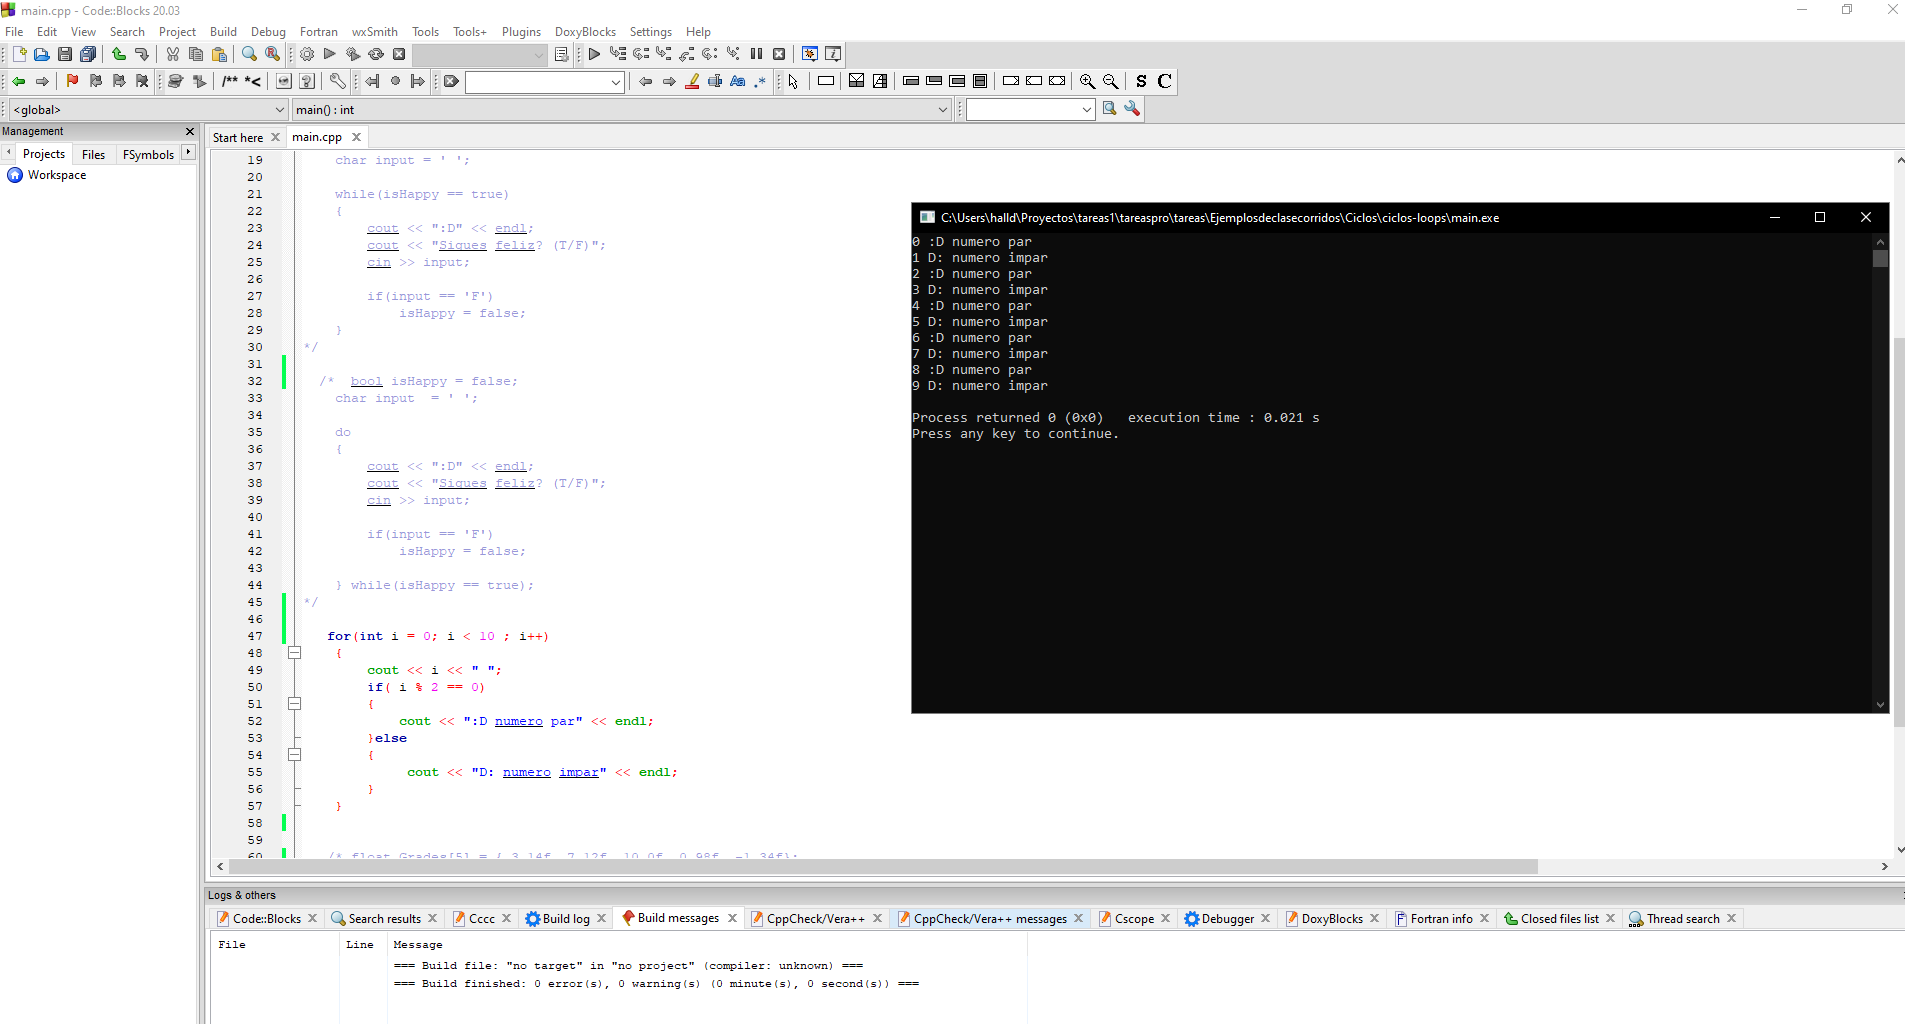 main.cpp - Code::Blocks 20.03
File Edit View Search Project Build Debug Fortran wxSmith Tools Tools+ Plugins DoxyBlocks Settings Help
/** *< Aa .* S C
<global> main() : int
Management
Projects Files FSymbols
Workspace
Start here main.cpp
19 char input = ' ';
20
21 while(isHappy == true)
22 {
23 cout << ":D" << endl;
24 cout << "Sigues feliz? (T/F)";
25 cin >> input;
26
27 if(input == 'F')
28 isHappy = false;
29 }
30 */
31
32 /* bool isHappy = false;
33 char input = ' ';
34
35 do
36 {
37 cout << ":D" << endl;
38 cout << "Sigues feliz? (T/F)";
39 cin >> input;
40
41 if(input == 'F')
42 isHappy = false;
43
44 } while(isHappy == true);
45 */
46
47 for(int i = 0; i < 10 ; i++)
48 {
49 cout << i << " ";
50 if( i % 2 == 0)
51 {
52 cout << ":D numero par" << endl;
53 }else
54 {
55 cout << "D: numero impar" << endl;
56 }
57 }
58
59
60 /* float Grades[5] = { 3.14f, 7.12f, 10.0f, 0.98f, -1.34f};
C:\Users\halld\Proyectos\tareas1\tareaspro\tareas\Ejemplosdeclasecorridos\Ciclos\ciclos-loops\main.exe
0 :D numero par
1 D: numero impar
2 :D numero par
3 D: numero impar
4 :D numero par
5 D: numero impar
6 :D numero par
7 D: numero impar
8 :D numero par
9 D: numero impar
Process returned 0 (0x0) execution time : 0.021 s
Press any key to continue.
Logs & others
Code::Blocks Search results Cccc Build log Build messages CppCheck/Vera++ CppCheck/Vera++ messages Cscope Debugger DoxyBlocks Fortran info Closed files list Thread search
File Line Message
=== Build file: "no target" in "no project" (compiler: unknown) ===
=== Build finished: 0 error(s), 0 warning(s) (0 minute(s), 0 second(s)) ===